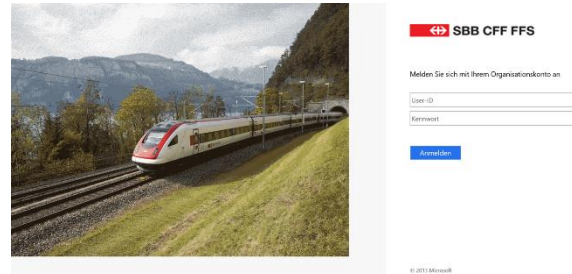 SBB CFF FFS
Melden Sie sich mit Ihrem Organisationskonto an
User-ID
Kennwort
Anmelden
© 2013 Microsoft